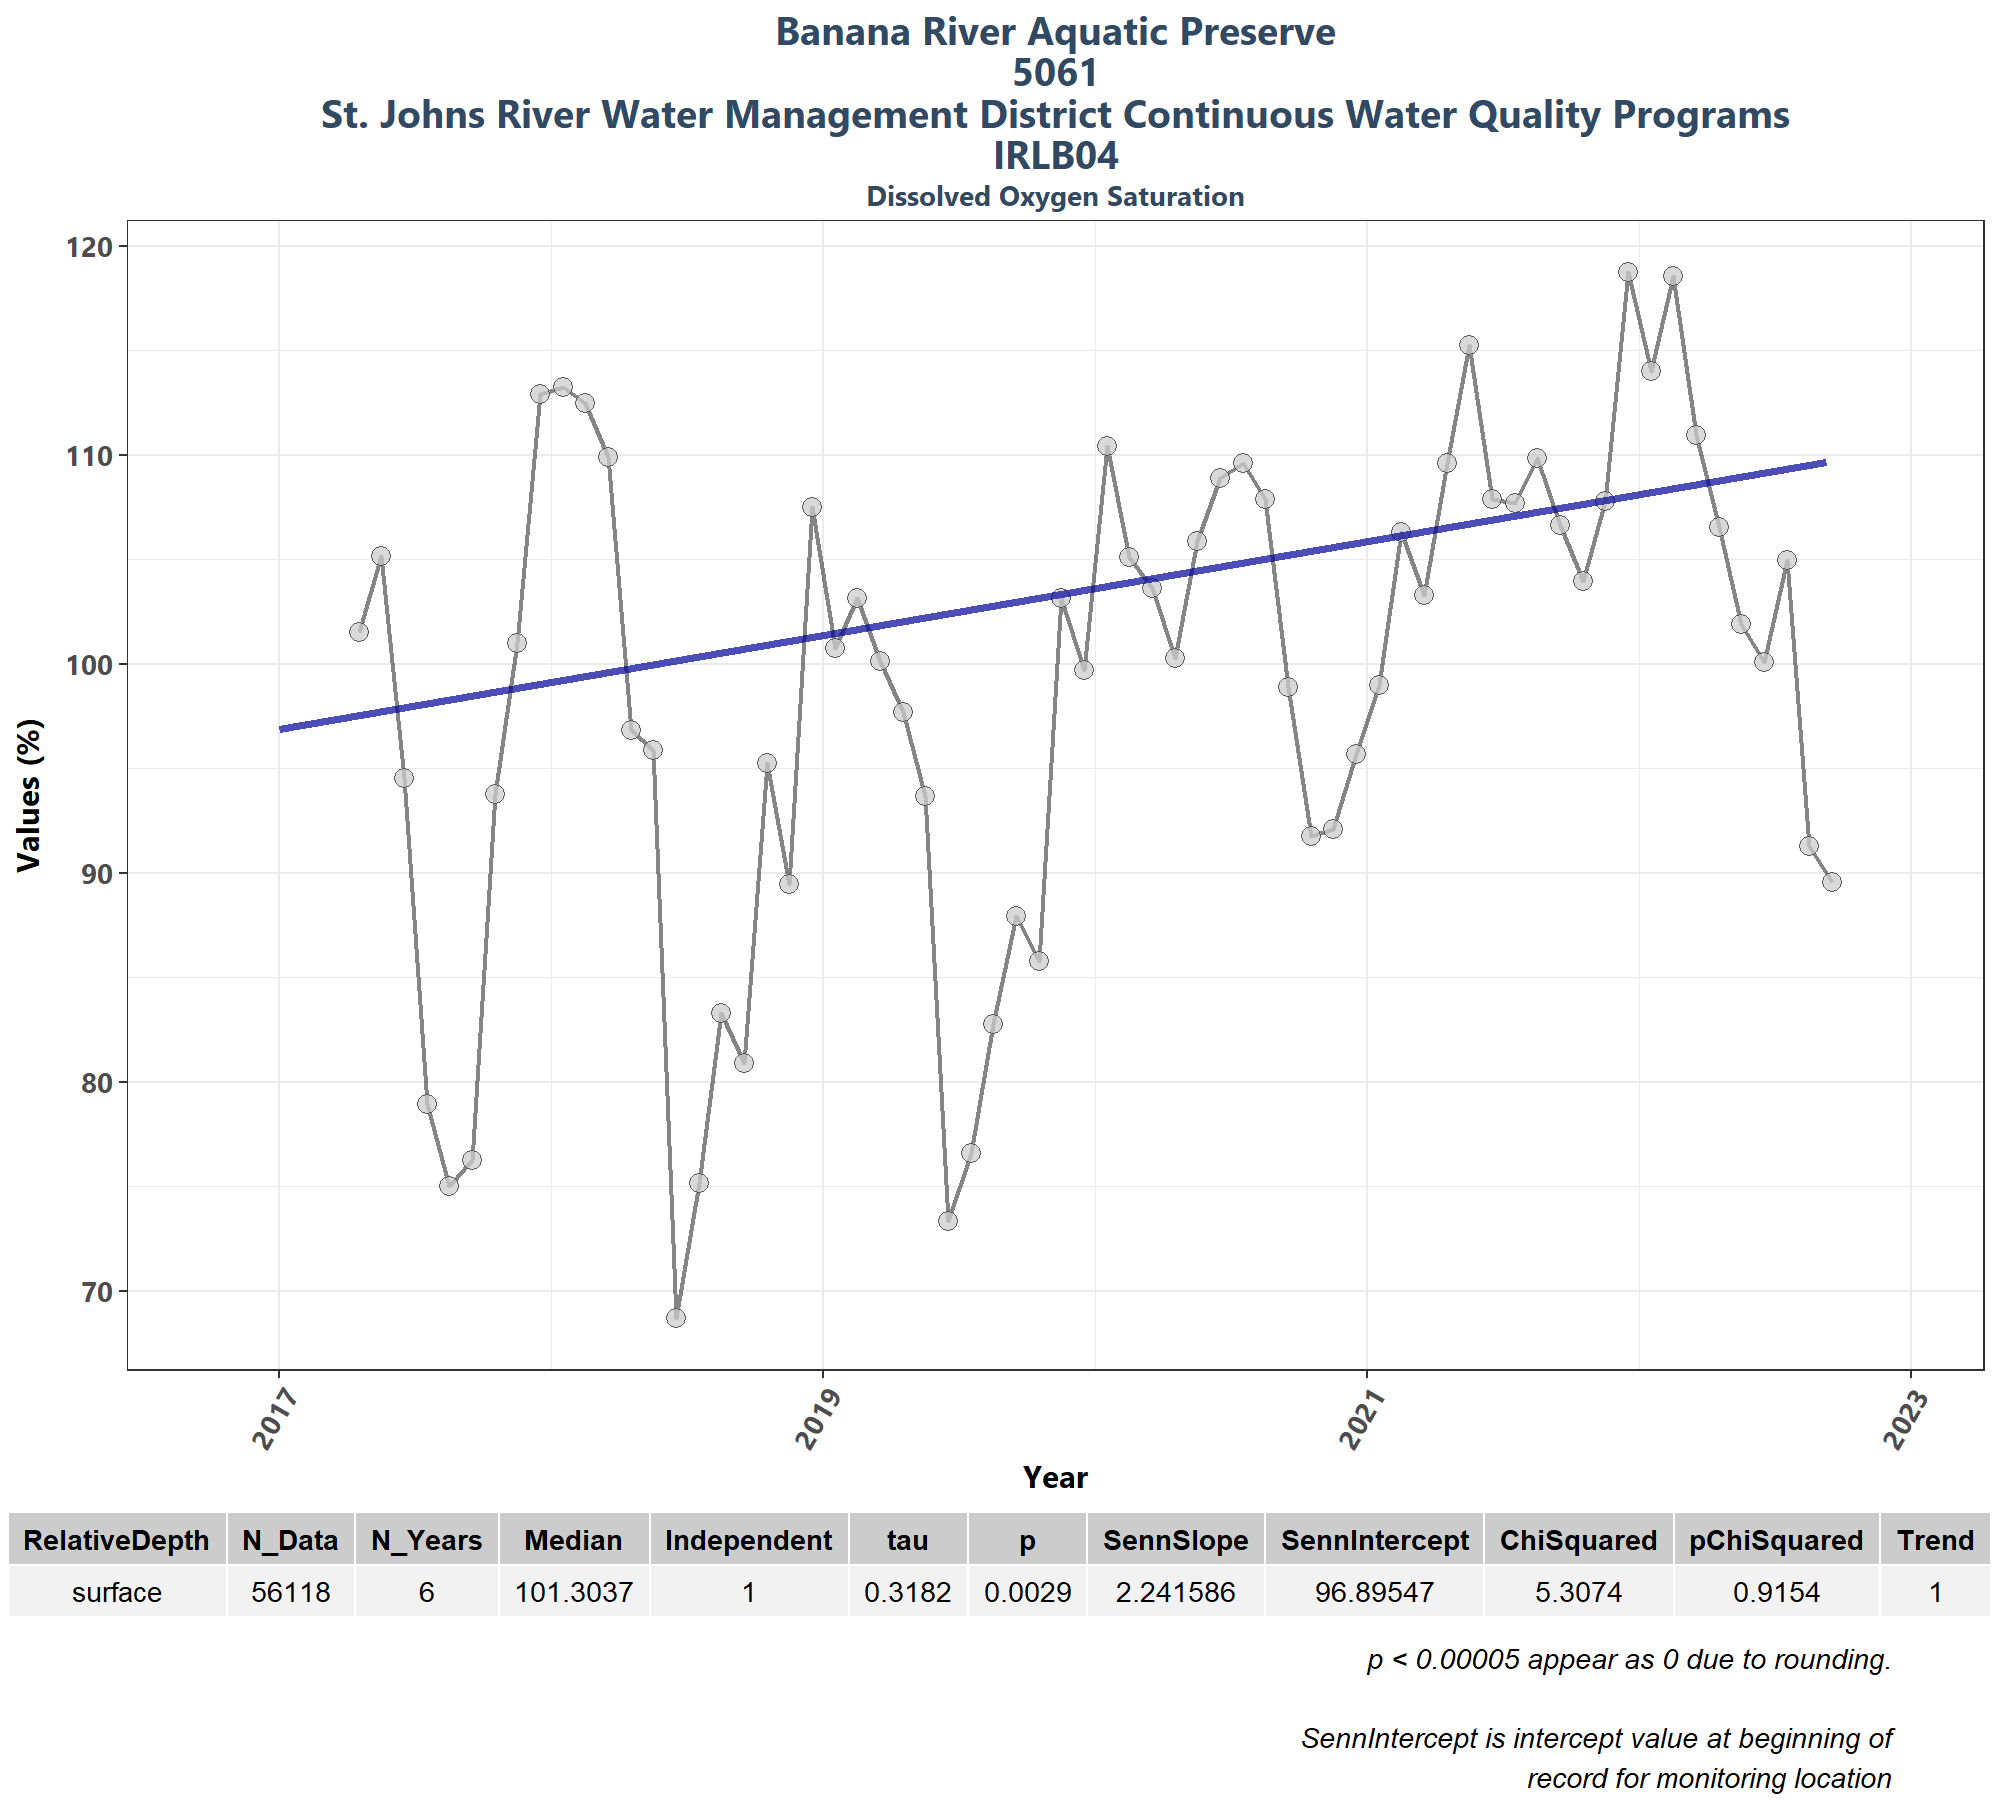 Banana River Aquatic Preserve
5061
St. Johns River Water Management District Continuous Water Quality Programs
IRLB04
Dissolved Oxygen Saturation
120
110
100
90
80
70
Values (%)
2017 2019 2021 2023
Year
RelativeDepth N_Data N_Years Median Independent tau p SennSlope SennIntercept ChiSquared pChiSquared Trend
surface 56118 6 101.3037 1 0.3182 0.0029 2.241586 96.89547 5.3074 0.9154 1
p < 0.00005 appear as 0 due to rounding.
SennIntercept is intercept value at beginning of
record for monitoring location